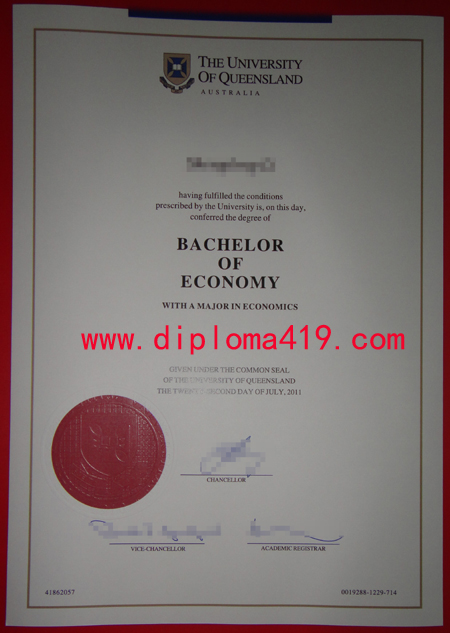 THE UNIVERSITY
OF QUEENSLAND
AUSTRALIA
having fulfilled the conditions
prescribed by the University is, on this day,
conferred the degree of
BACHELOR
OF
ECONOMY
WITH A MAJOR IN ECONOMICS
www.diploma419.com
GIVEN UNDER THE COMMON SEAL
OF THE UNIVERSITY OF QUEENSLAND
THE TWENTY SECOND DAY OF JULY, 2011
CHANCELLOR
VICE-CHANCELLOR
ACADEMIC REGISTRAR
41862057
0019288-1229-714